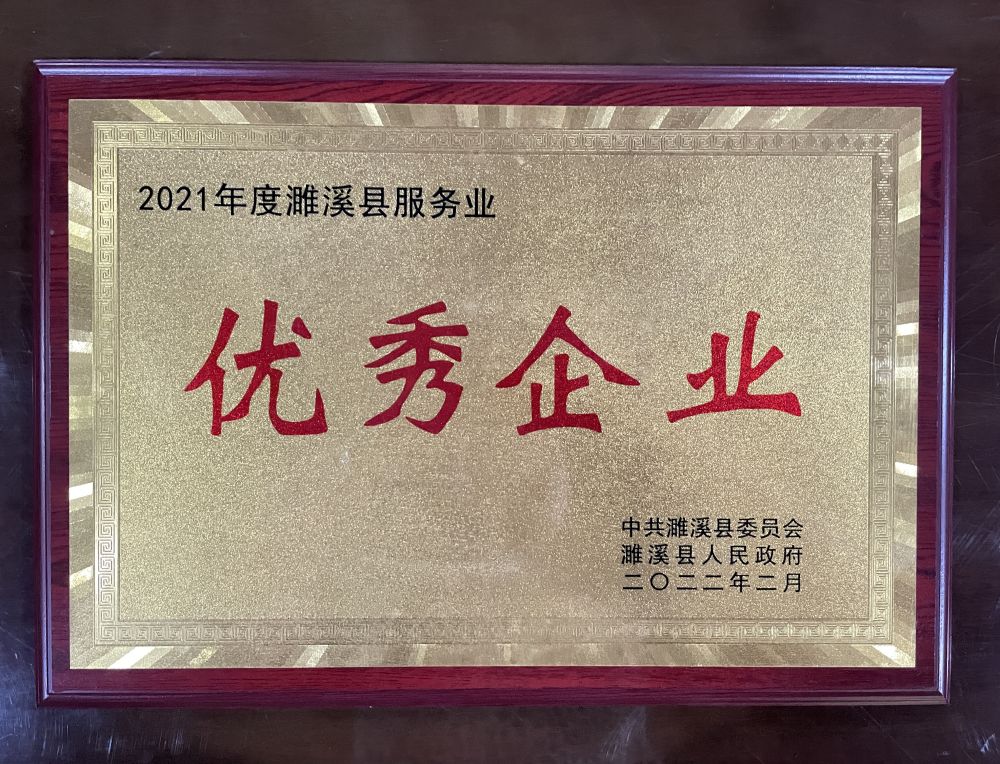 2021年度濉溪县服务业
优秀企业
中共濉溪县委员会
濉溪县人民政府
二〇二二年二月